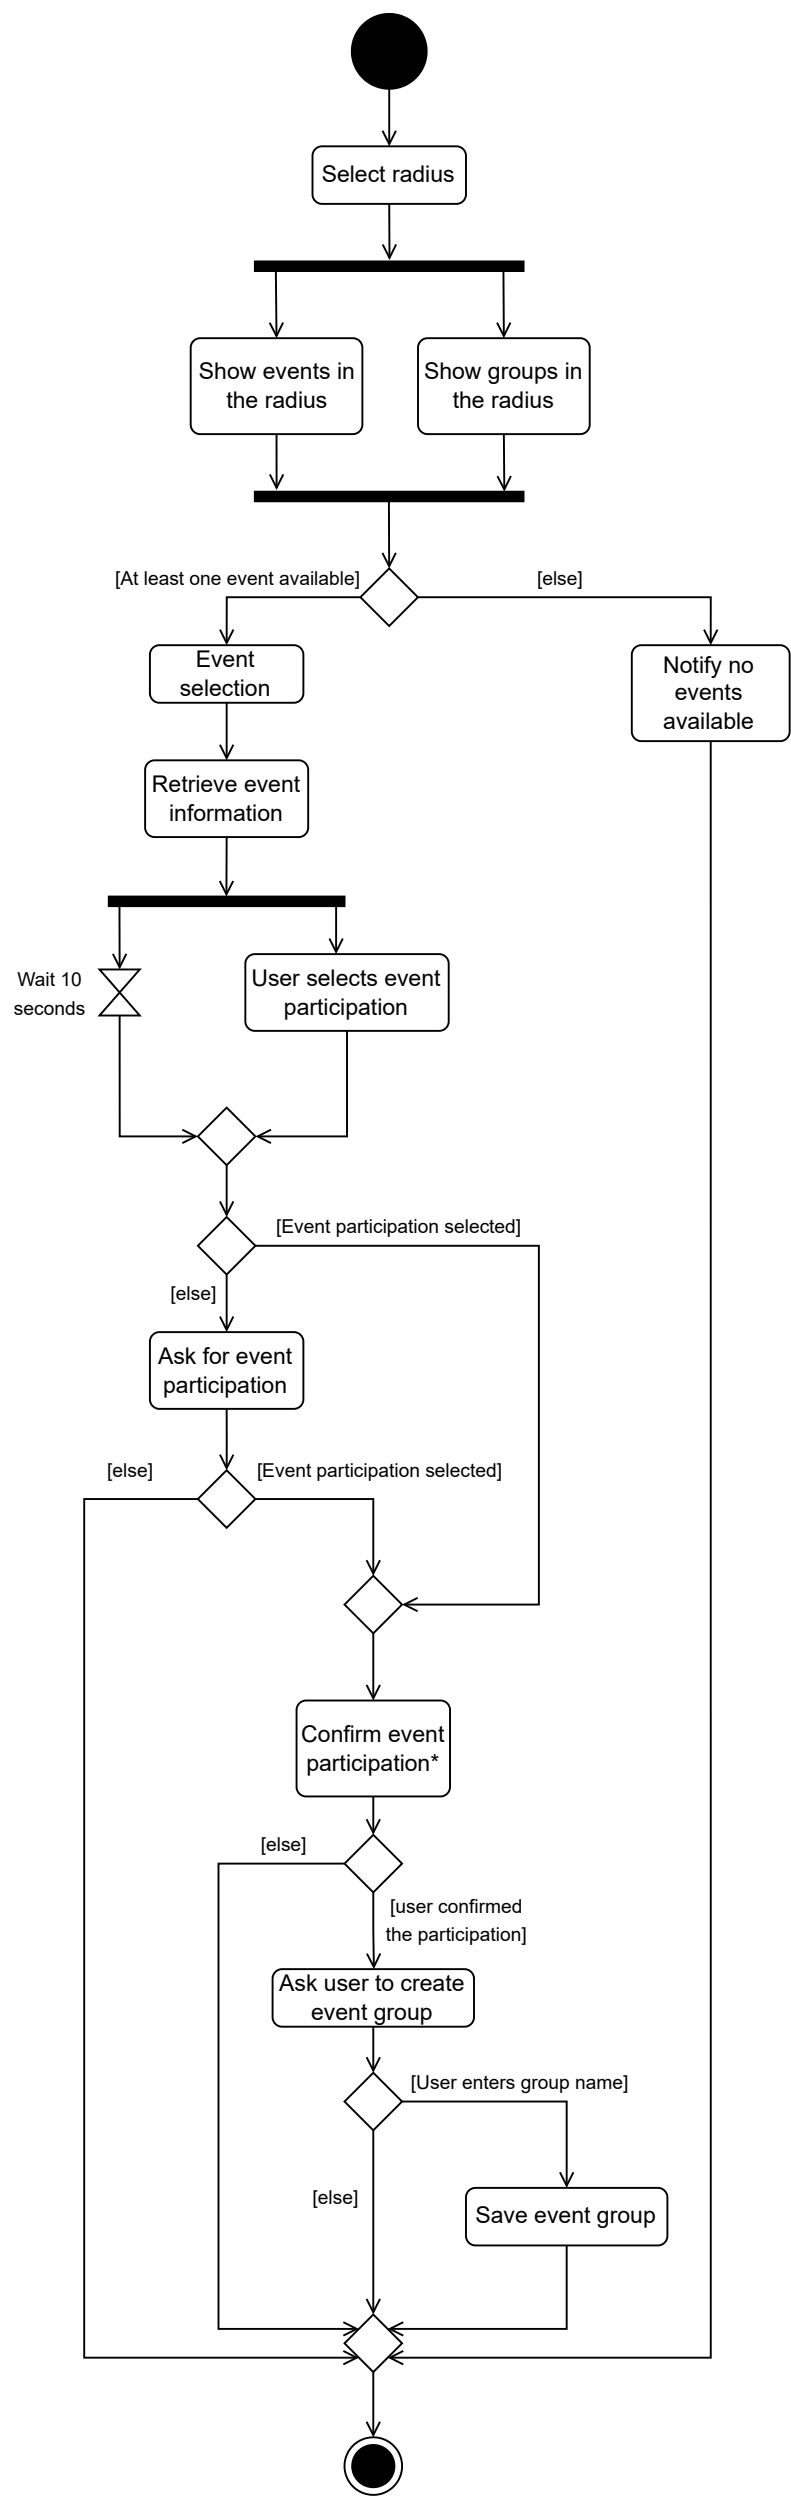 Select radius
Show events in
the radius
Show groups in
the radius
[At least one event available]
[else]
Event
selection
Notify no
events
available
Retrieve event
information
Wait 10
seconds
User selects event
participation
[Event participation selected]
[else]
Ask for event
participation
[else]
[Event participation selected]
Confirm event
participation*
[else]
[user confirmed
the participation]
Ask user to create
event group
[User enters group name]
[else]
Save event group